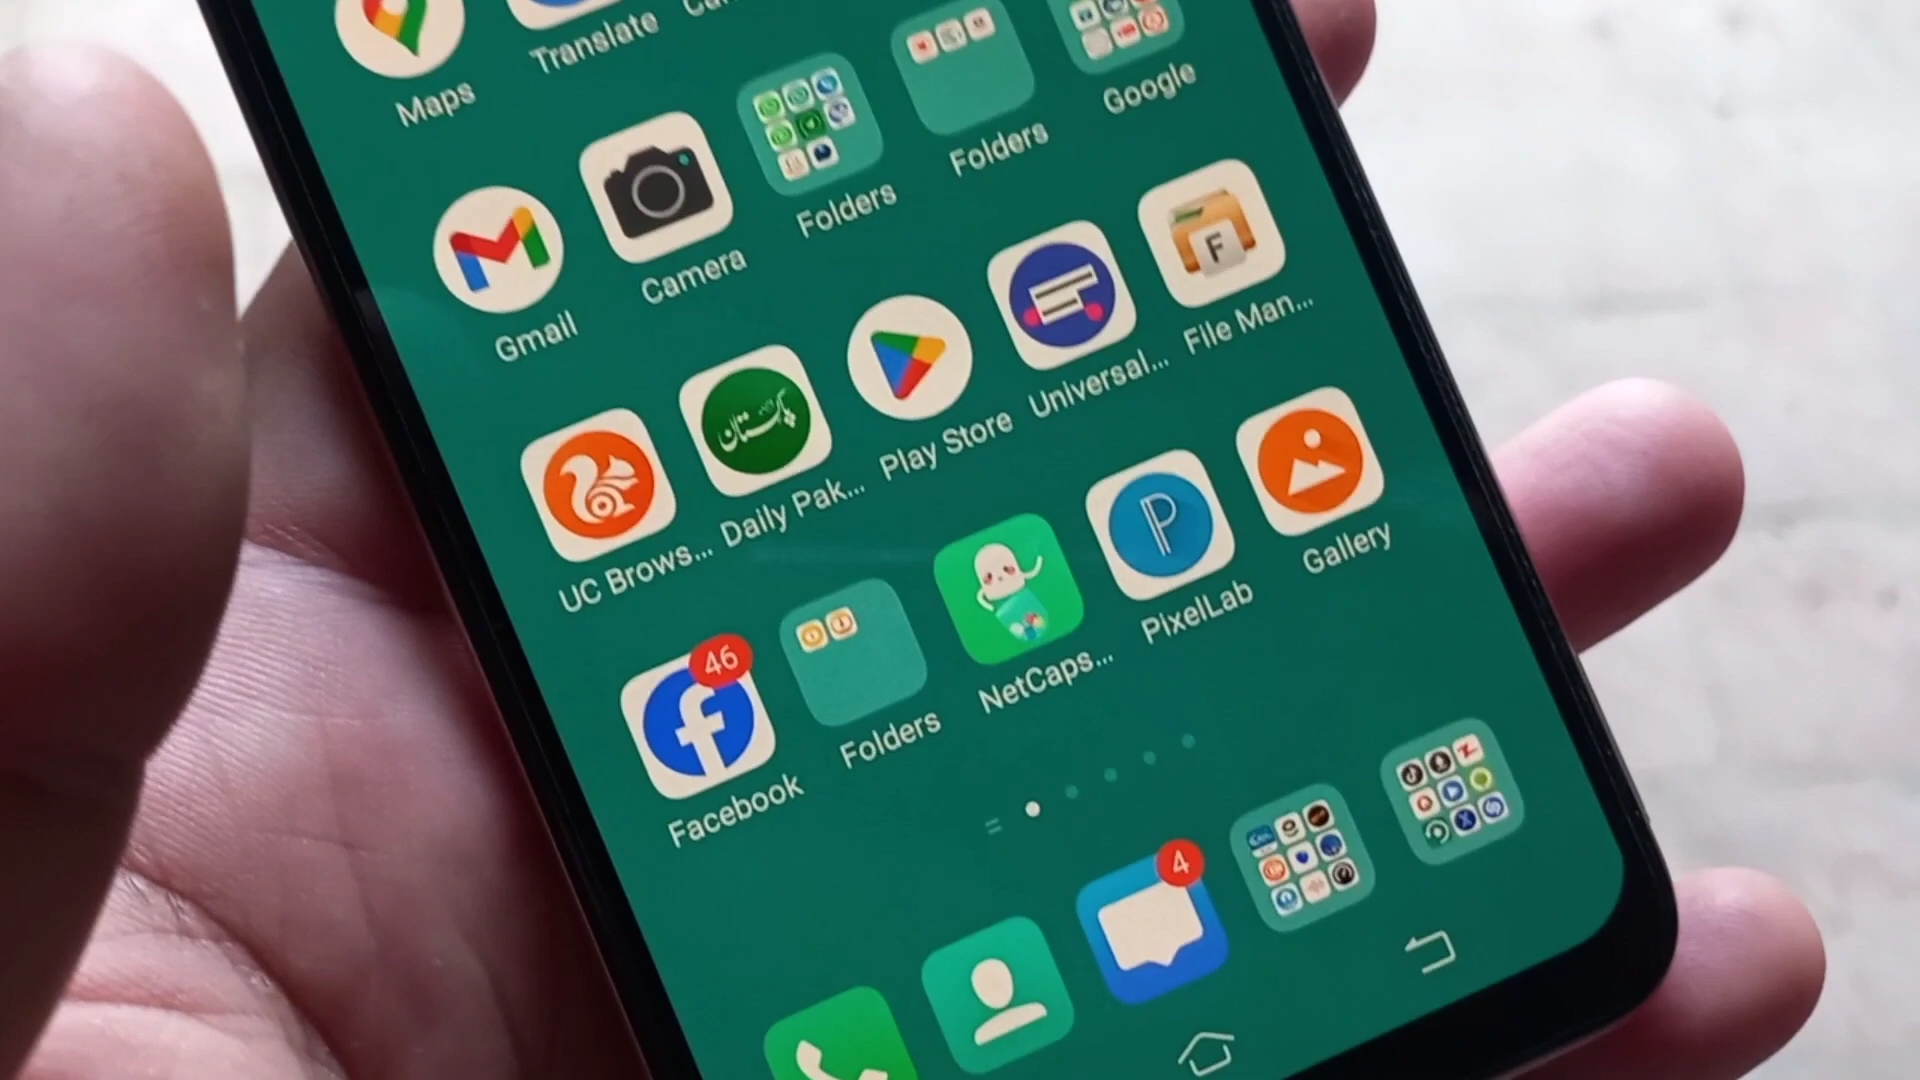 Maps
Translate
Gmail
Camera
Folders
Folders
Google
UC Brows...
پاکستان
Daily Pak...
Play Store
Universal...
F
File Man...
46
Facebook
Folders
NetCaps...
P
PixelLab
Gallery
4